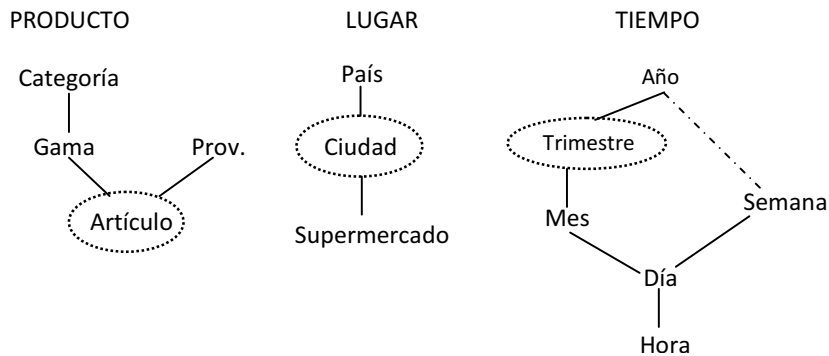 PRODUCTO LUGAR TIEMPO
Categoría País Año
Gama Prov. Ciudad Trimestre
Artículo Supermercado Mes Semana
Día
Hora